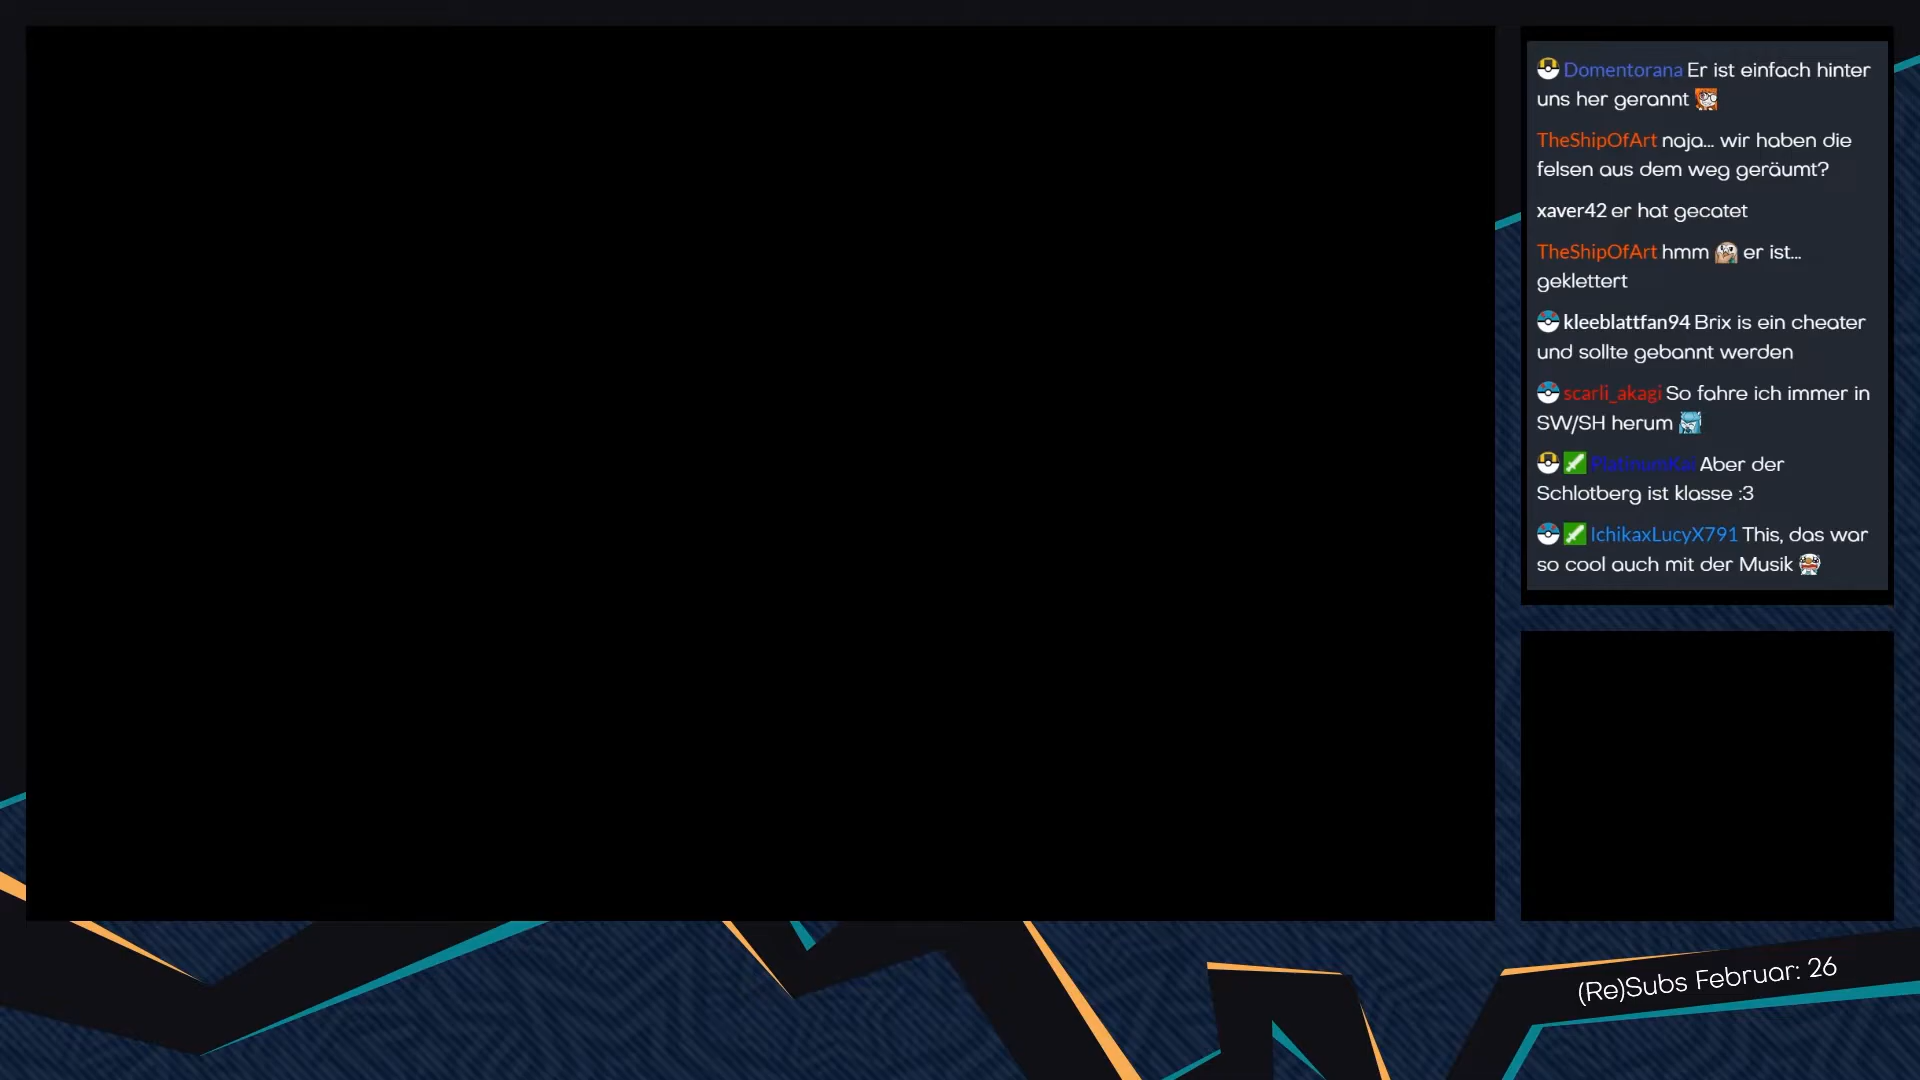 Domentorana Er ist einfach hinter
uns her gerannt
TheShipOfArt naja... wir haben die
felsen aus dem weg geräumt?
xaver42 er hat gecatet
TheShipOfArt hmm er ist...
geklettert
kleeblattfan94 Brix is ein cheater
und sollte gebannt werden
scarli_akagi So fahre ich immer in
SW/SH herum
PlatinumKai Aber der
Schlotberg ist klasse :3
IchikaxLucyX791 This, das war
so cool auch mit der Musik
(Re)Subs Februar: 26